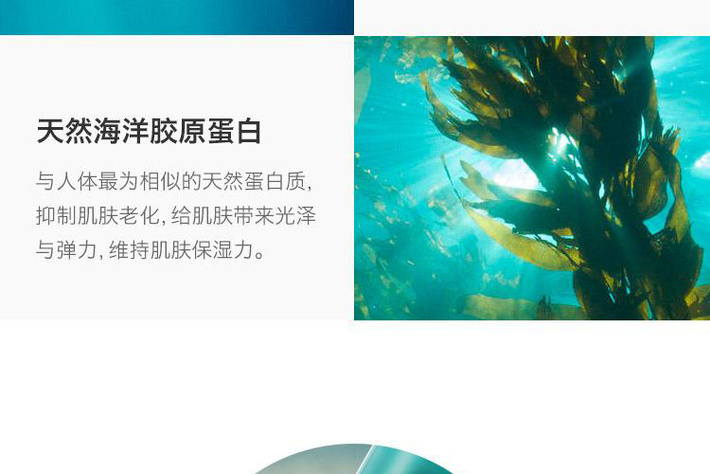 天然海洋胶原蛋白
与人体最为相似的天然蛋白质,
抑制肌肤老化, 给肌肤带来光泽
与弹力, 维持肌肤保湿力。